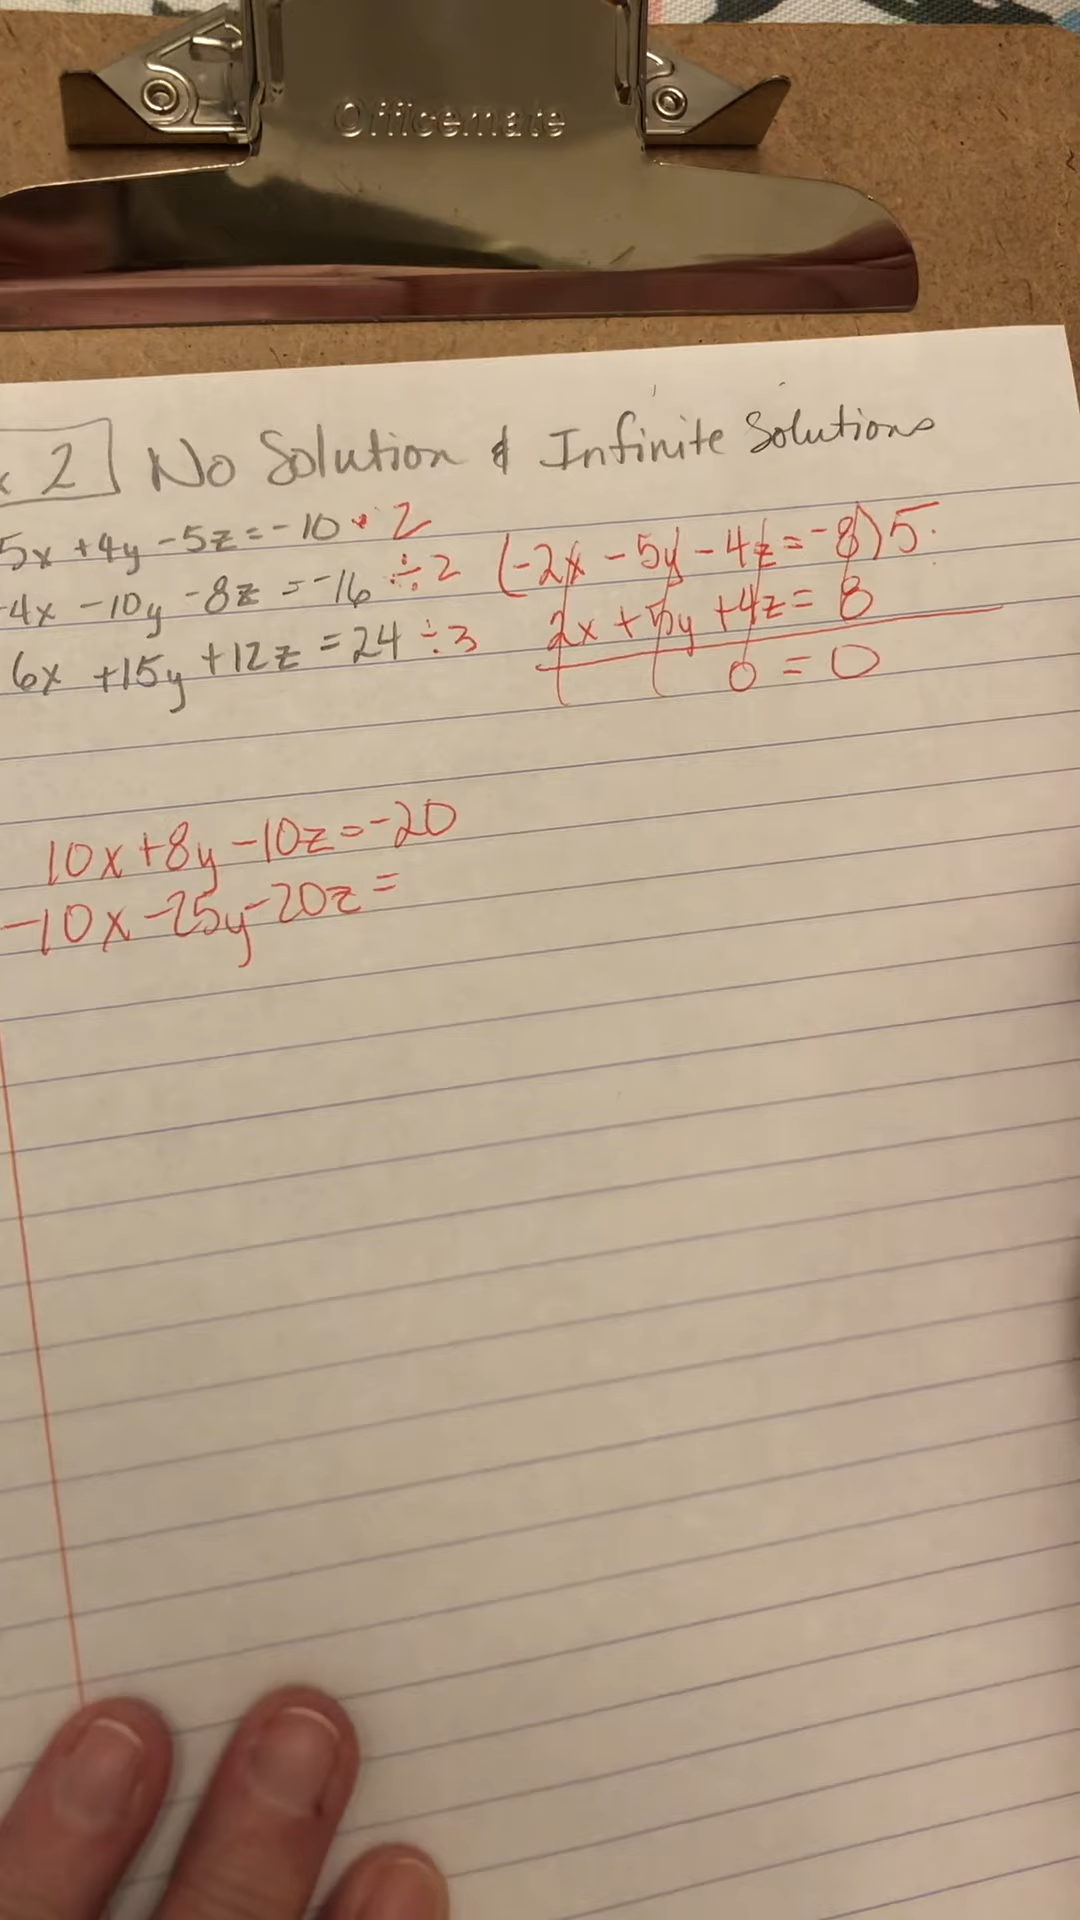 Officemate
x 2 No Solution & Infinite Solutions
5x + 4y - 5z = -10 · 2
-4x - 10y - 8z = -16 ÷ 2 (-2x - 5y - 4z = -8) 5.
6x + 15y + 12z = 24 ÷ 3 2x + 5y + 4z = 8
0 = 0
10x + 8y - 10z = -20
-10x - 25y - 20z =